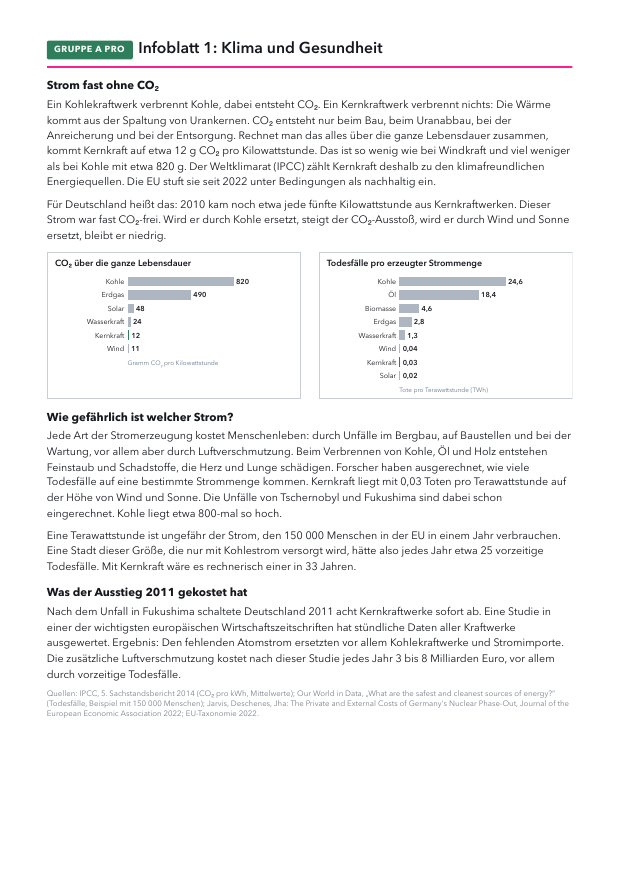 GRUPPE A PRO Infoblatt 1: Klima und Gesundheit
Strom fast ohne CO₂
Ein Kohlekraftwerk verbrennt Kohle, dabei entsteht CO₂. Ein Kernkraftwerk verbrennt nichts: Die Wärme
kommt aus der Spaltung von Urankernen. CO₂ entsteht nur beim Bau, beim Uranabbau, bei der
Anreicherung und bei der Entsorgung. Rechnet man das alles über die ganze Lebensdauer zusammen,
kommt Kernkraft auf etwa 12 g CO₂ pro Kilowattstunde. Das ist so wenig wie bei Windkraft und viel weniger
als bei Kohle mit etwa 820 g. Der Weltklimarat (IPCC) zählt Kernkraft deshalb zu den klimafreundlichen
Energiequellen. Die EU stuft sie seit 2022 unter Bedingungen als nachhaltig ein.
Für Deutschland heißt das: 2010 kam noch etwa jede fünfte Kilowattstunde aus Kernkraftwerken. Dieser
Strom war fast CO₂-frei. Wird er durch Kohle ersetzt, steigt der CO₂-Ausstoß, wird er durch Wind und Sonne
ersetzt, bleibt er niedrig.
CO₂ über die ganze Lebensdauer
Kohle 820
Erdgas 490
Solar 48
Wasserkraft 24
Kernkraft 12
Wind 11
Gramm CO₂ pro Kilowattstunde
Todesfälle pro erzeugter Strommenge
Kohle 24,6
Öl 18,4
Biomasse 4,6
Erdgas 2,8
Wasserkraft 1,3
Wind 0,04
Kernkraft 0,03
Solar 0,02
Tote pro Terawattstunde (TWh)
Wie gefährlich ist welcher Strom?
Jede Art der Stromerzeugung kostet Menschenleben: durch Unfälle im Bergbau, auf Baustellen und bei der
Wartung, vor allem aber durch Luftverschmutzung. Beim Verbrennen von Kohle, Öl und Holz entstehen
Feinstaub und Schadstoffe, die Herz und Lunge schädigen. Forscher haben ausgerechnet, wie viele
Todesfälle auf eine bestimmte Strommenge kommen. Kernkraft liegt mit 0,03 Toten pro Terawattstunde auf
der Höhe von Wind und Sonne. Die Unfälle von Tschernobyl und Fukushima sind dabei schon
eingerechnet. Kohle liegt etwa 800-mal so hoch.
Eine Terawattstunde ist ungefähr der Strom, den 150 000 Menschen in der EU in einem Jahr verbrauchen.
Eine Stadt dieser Größe, die nur mit Kohlestrom versorgt wird, hätte also jedes Jahr etwa 25 vorzeitige
Todesfälle. Mit Kernkraft wäre es rechnerisch einer in 33 Jahren.
Was der Ausstieg 2011 gekostet hat
Nach dem Unfall in Fukushima schaltete Deutschland 2011 acht Kernkraftwerke sofort ab. Eine Studie in
einer der wichtigsten europäischen Wirtschaftszeitschriften hat stündliche Daten aller Kraftwerke
ausgewertet. Ergebnis: Den fehlenden Atomstrom ersetzten vor allem Kohlekraftwerke und Stromimporte.
Die zusätzliche Luftverschmutzung kostet nach dieser Studie jedes Jahr 3 bis 8 Milliarden Euro, vor allem
durch vorzeitige Todesfälle.
Quellen: IPCC, 5. Sachstandsbericht 2014 (CO₂ pro kWh, Mittelwerte); Our World in Data, „What are the safest and cleanest sources of energy?“
(Todesfälle, Beispiel mit 150 000 Menschen); Jarvis, Deschenes, Jha: The Private and External Costs of Germany's Nuclear Phase-Out, Journal of the
European Economic Association 2022; EU-Taxonomie 2022.